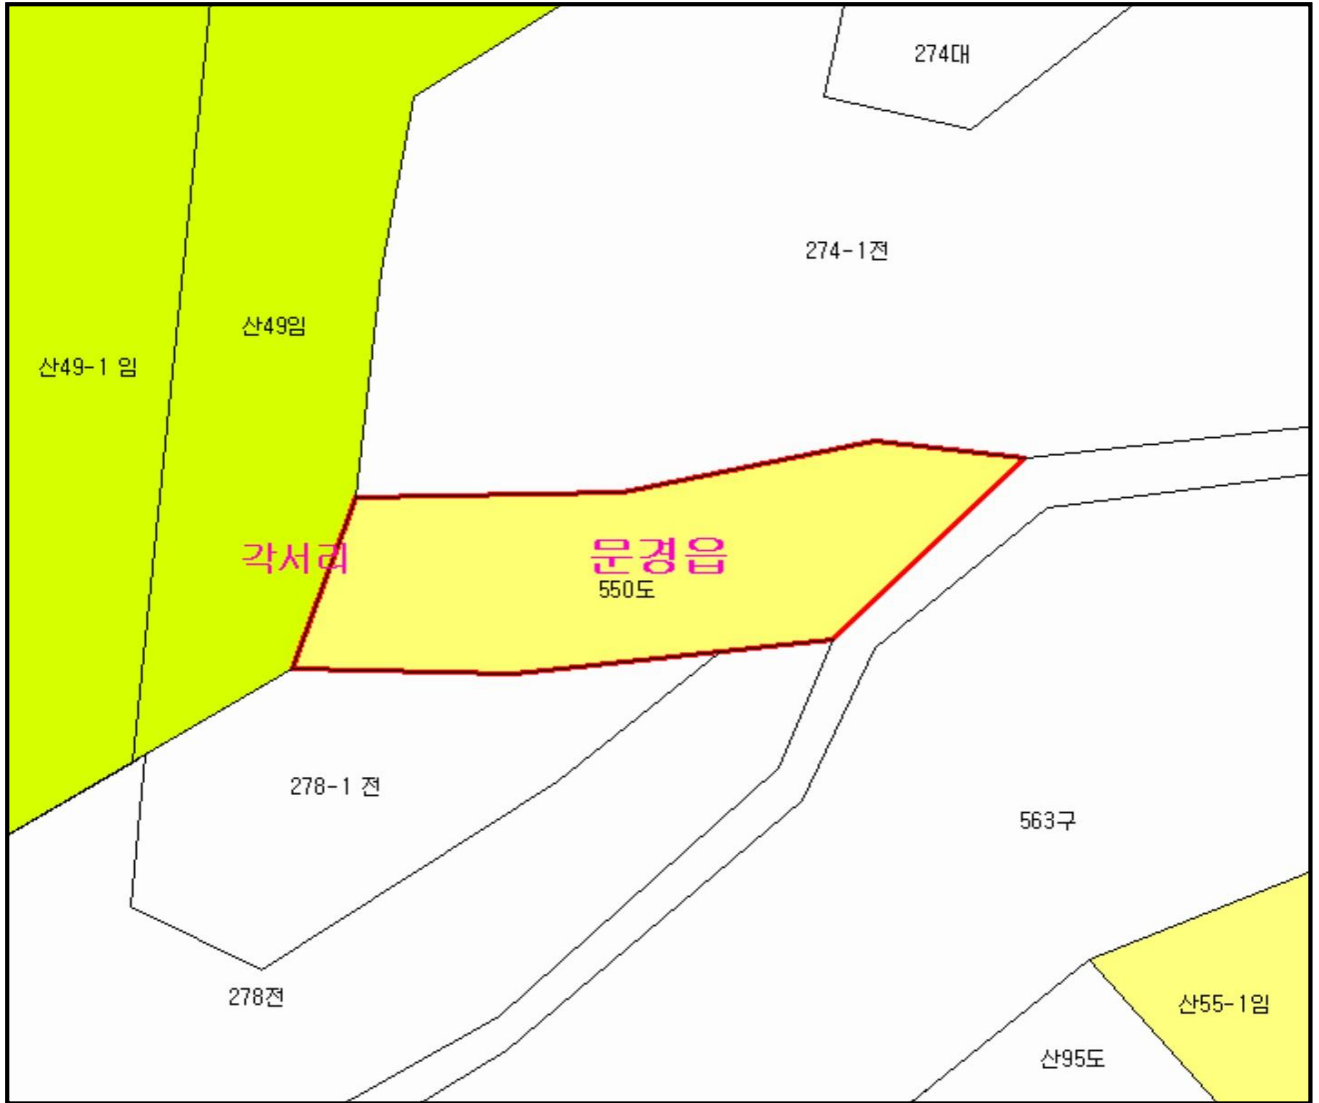 274대
274-1전
산49임
산49-1 임
각서리
문경읍
550도
278-1 전
563구
278전
산55-1임
산95도